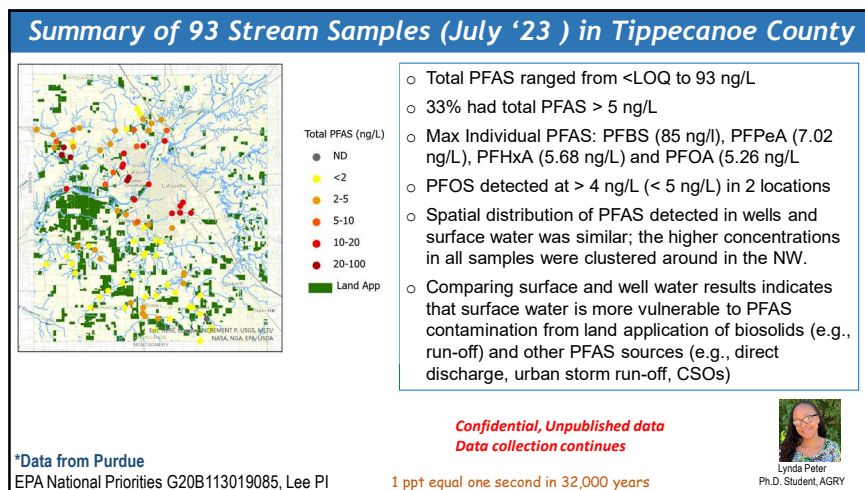 Summary of 93 Stream Samples (July ‘23 ) in Tippecanoe County
Total PFAS (ng/L)
ND
<2
2-5
5-10
10-20
20-100
Land App
Lafayette
NASA, NGA, EPA, USDA
MONTGOMERY
o Total PFAS ranged from <LOQ to 93 ng/L
o 33% had total PFAS > 5 ng/L
o Max Individual PFAS: PFBS (85 ng/l), PFPeA (7.02
ng/L), PFHxA (5.68 ng/L) and PFOA (5.26 ng/L
o PFOS detected at > 4 ng/L (< 5 ng/L) in 2 locations
o Spatial distribution of PFAS detected in wells and
surface water was similar; the higher concentrations
in all samples were clustered around in the NW.
o Comparing surface and well water results indicates
that surface water is more vulnerable to PFAS
contamination from land application of biosolids (e.g.,
run-off) and other PFAS sources (e.g., direct
discharge, urban storm run-off, CSOs)
Confidential, Unpublished data
Data collection continues
Lynda Peter
Ph.D. Student, AGRY
*Data from Purdue
EPA National Priorities G20B113019085, Lee PI
1 ppt equal one second in 32,000 years